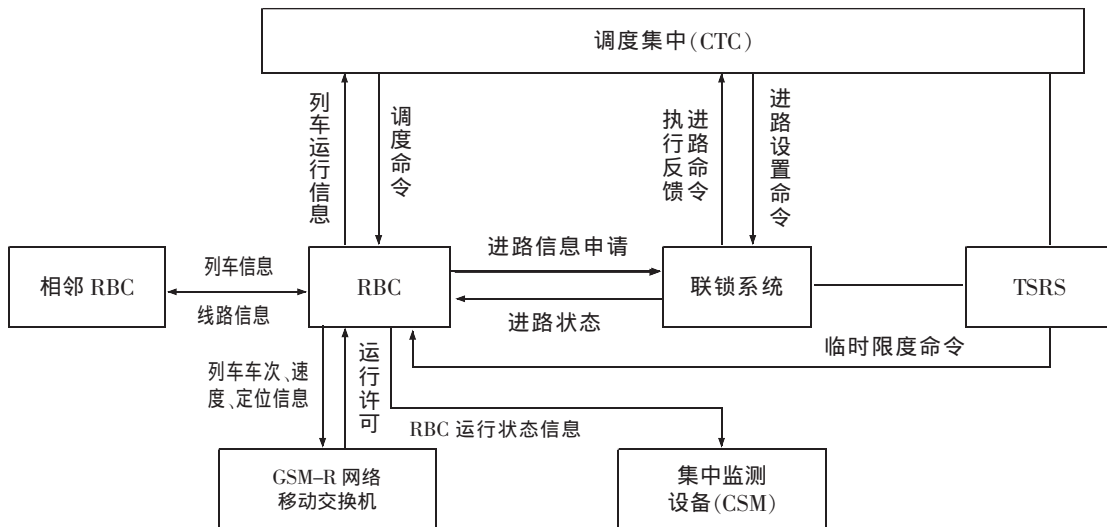 调度集中(CTC)
列车运行信息
调度命令
进路命令
执行反馈
进路设置命令
相邻 RBC
列车信息
线路信息
RBC
进路信息申请
进路状态
联锁系统
TSRS
临时限度命令
列车车次、速
度、定位信息
运行许可
RBC 运行状态信息
GSM–R 网络
移动交换机
集中监测
设备(CSM)